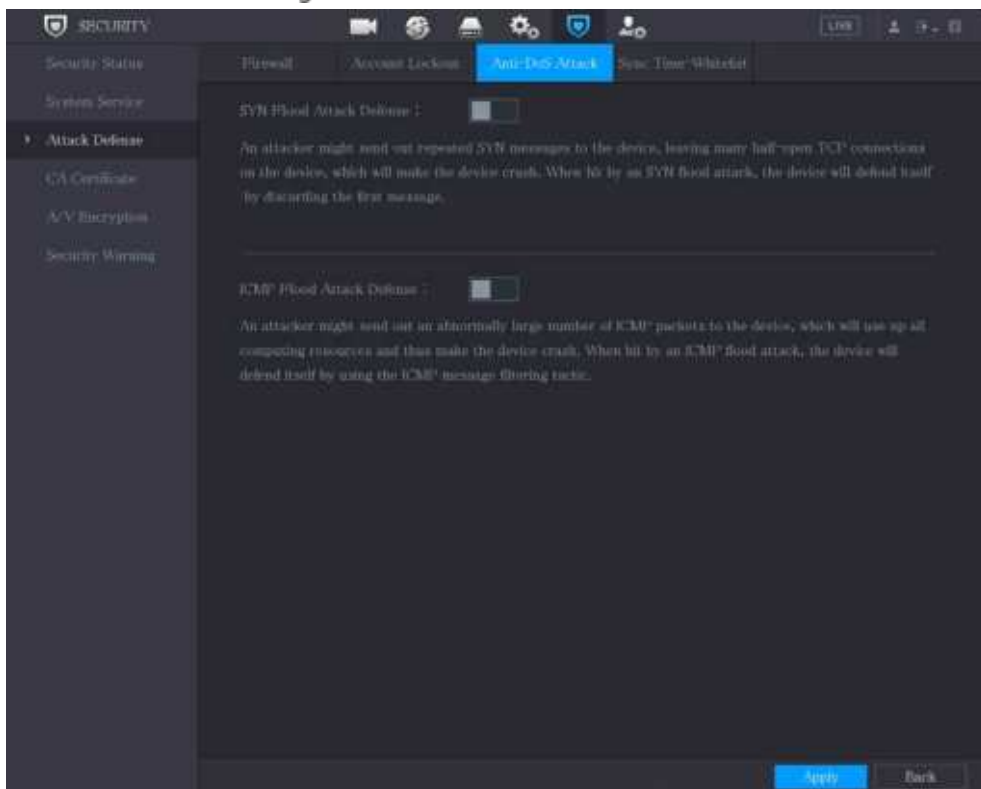 SECURITY
LIVE
Security Status
Firewall
Account Lockout
Anti-DoS Attack
Sync Time-Whitelist
System Service
SYN Flood Attack Defense :
Attack Defense
An attacker might send out repeated SYN messages to the device, leaving many half-open TCP connections
on the device, which will make the device crash. When hit by an SYN flood attack, the device will defend itself
by discarding the first message.
CA Certificate
A/V Encryption
Security Warning
ICMP Flood Attack Defense :
An attacker might send out an abnormally large number of ICMP packets to the device, which will use up all
computing resources and thus make the device crash. When hit by an ICMP flood attack, the device will
defend itself by using the ICMP message filtering tactic.
Apply
Back